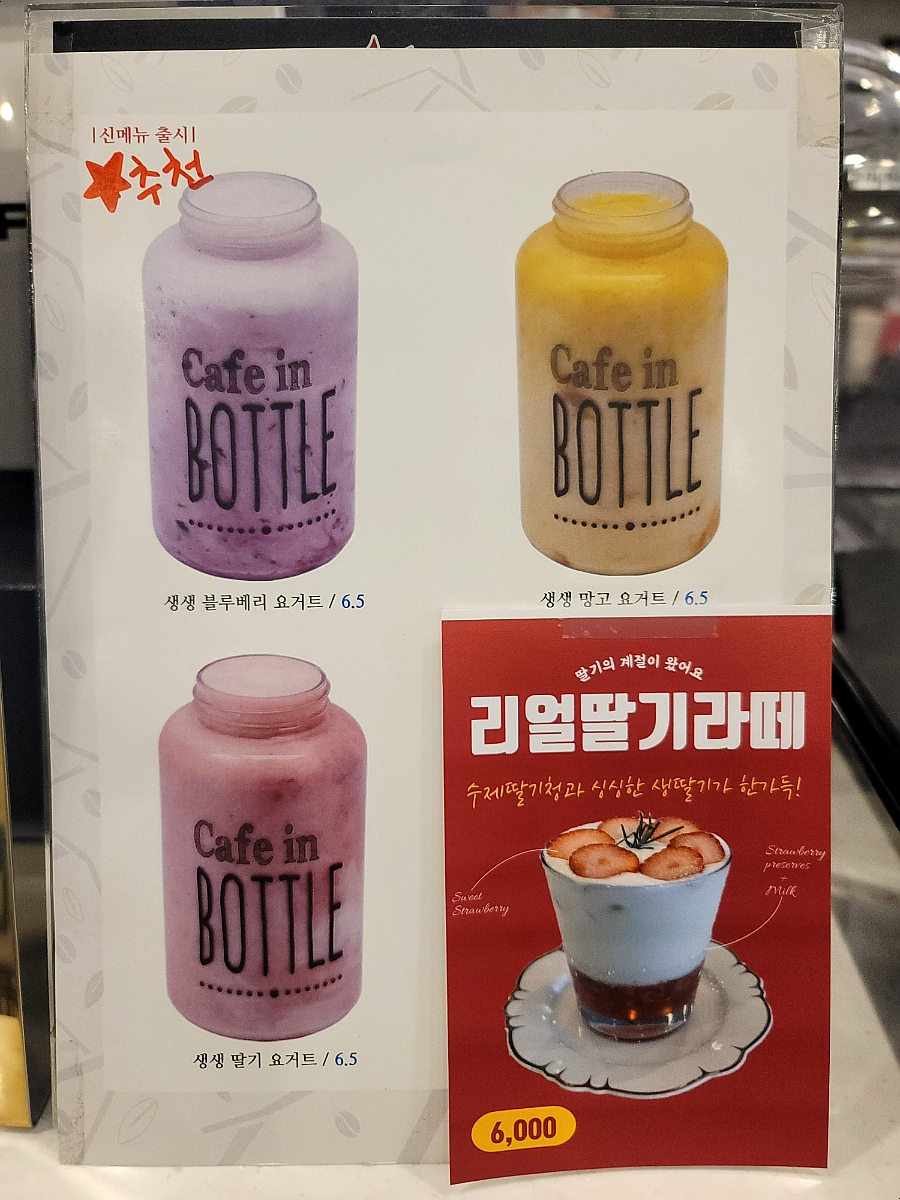 |신메뉴 출시|
★추천
Cafe in
BOTTLE
생생 블루베리 요거트 / 6.5
Cafe in
BOTTLE
생생 망고 요거트 / 6.5
Cafe in
BOTTLE
생생 딸기 요거트 / 6.5
딸기의 계절이 왔어요
리얼딸기라떼
수제딸기청과 싱싱한 생딸기가 한가득!
Sweet
Strawberry
Strawberry
preserves
+
Milk
6,000